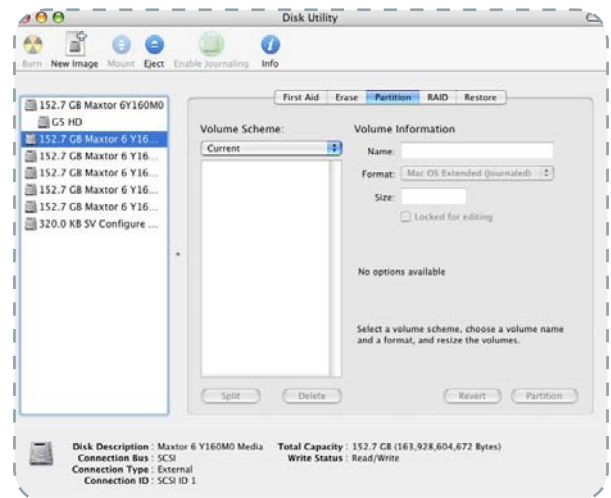 Disk Utility
Burn New Image Mount Eject Enable Journaling Info
First Aid Erase Partition RAID Restore
152.7 GB Maxtor 6Y160M0
G5 HD
152.7 GB Maxtor 6 Y16...
152.7 GB Maxtor 6 Y16...
152.7 GB Maxtor 6 Y16...
152.7 GB Maxtor 6 Y16...
152.7 GB Maxtor 6 Y16...
320.0 KB SV Configure ...
Volume Scheme:
Current
Volume Information
Name:
Format: Mac OS Extended (Journaled)
Size:
Locked for editing
No options available
Select a volume scheme, choose a volume name
and a format, and resize the volumes.
Split Delete Revert Partition
Disk Description : Maxtor 6 Y160M0 Media Total Capacity : 152.7 GB (163,928,604,672 Bytes)
Connection Bus : SCSI Write Status : Read/Write
Connection Type : External
Connection ID : SCSI ID 1